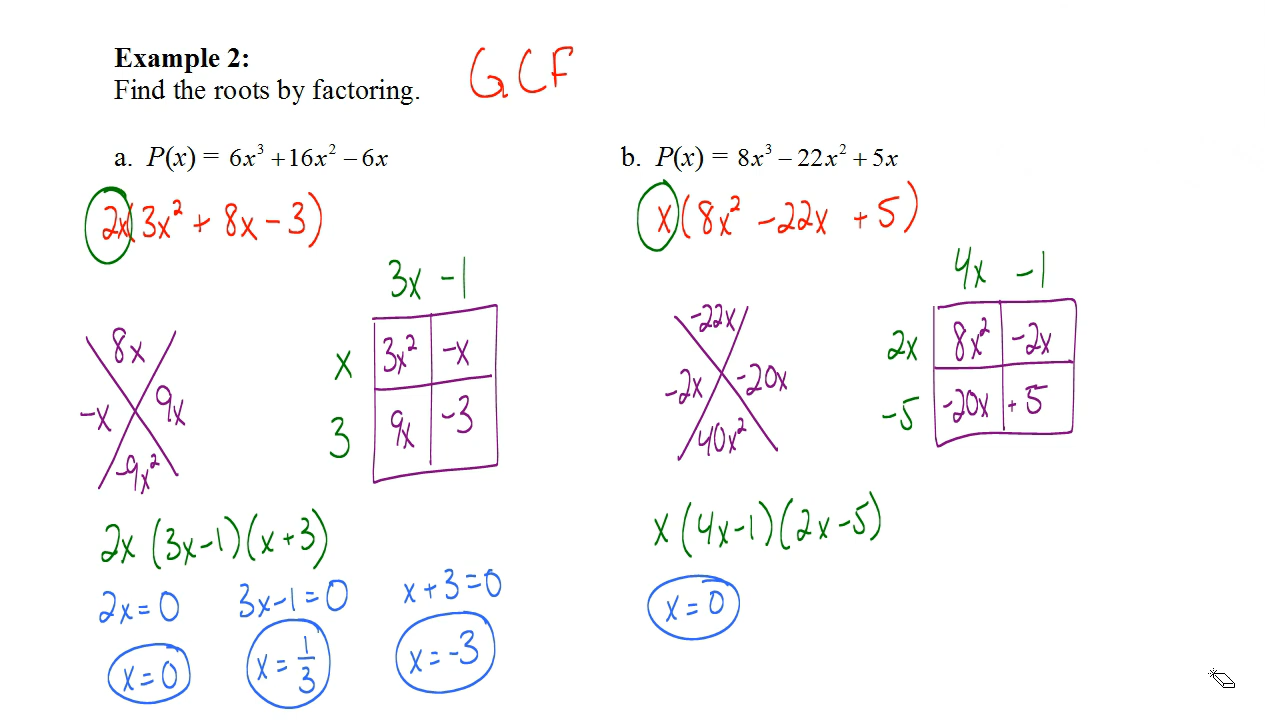 Example 2:
Find the roots by factoring.
GCF
a. P(x) = 6x³ + 16x² − 6x
2x(3x² + 8x − 3)
3x −1
8x
−x 9x
−9x²
x 3x² −x
3 9x −3
2x (3x−1)(x+3)
2x=0 3x−1=0 x+3=0
x=0 x=1/3 x=−3
b. P(x) = 8x³ − 22x² + 5x
x(8x² −22x +5)
4x −1
−22x
−2x −20x
40x²
2x 8x² −2x
−5 −20x +5
x(4x−1)(2x−5)
x=0